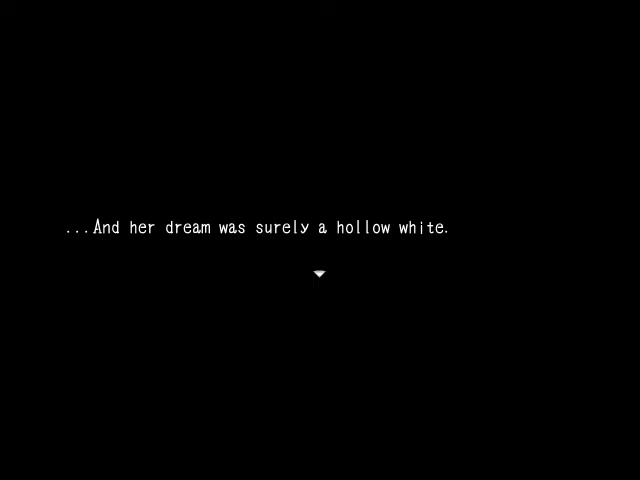 ...And her dream was surely a hollow white.